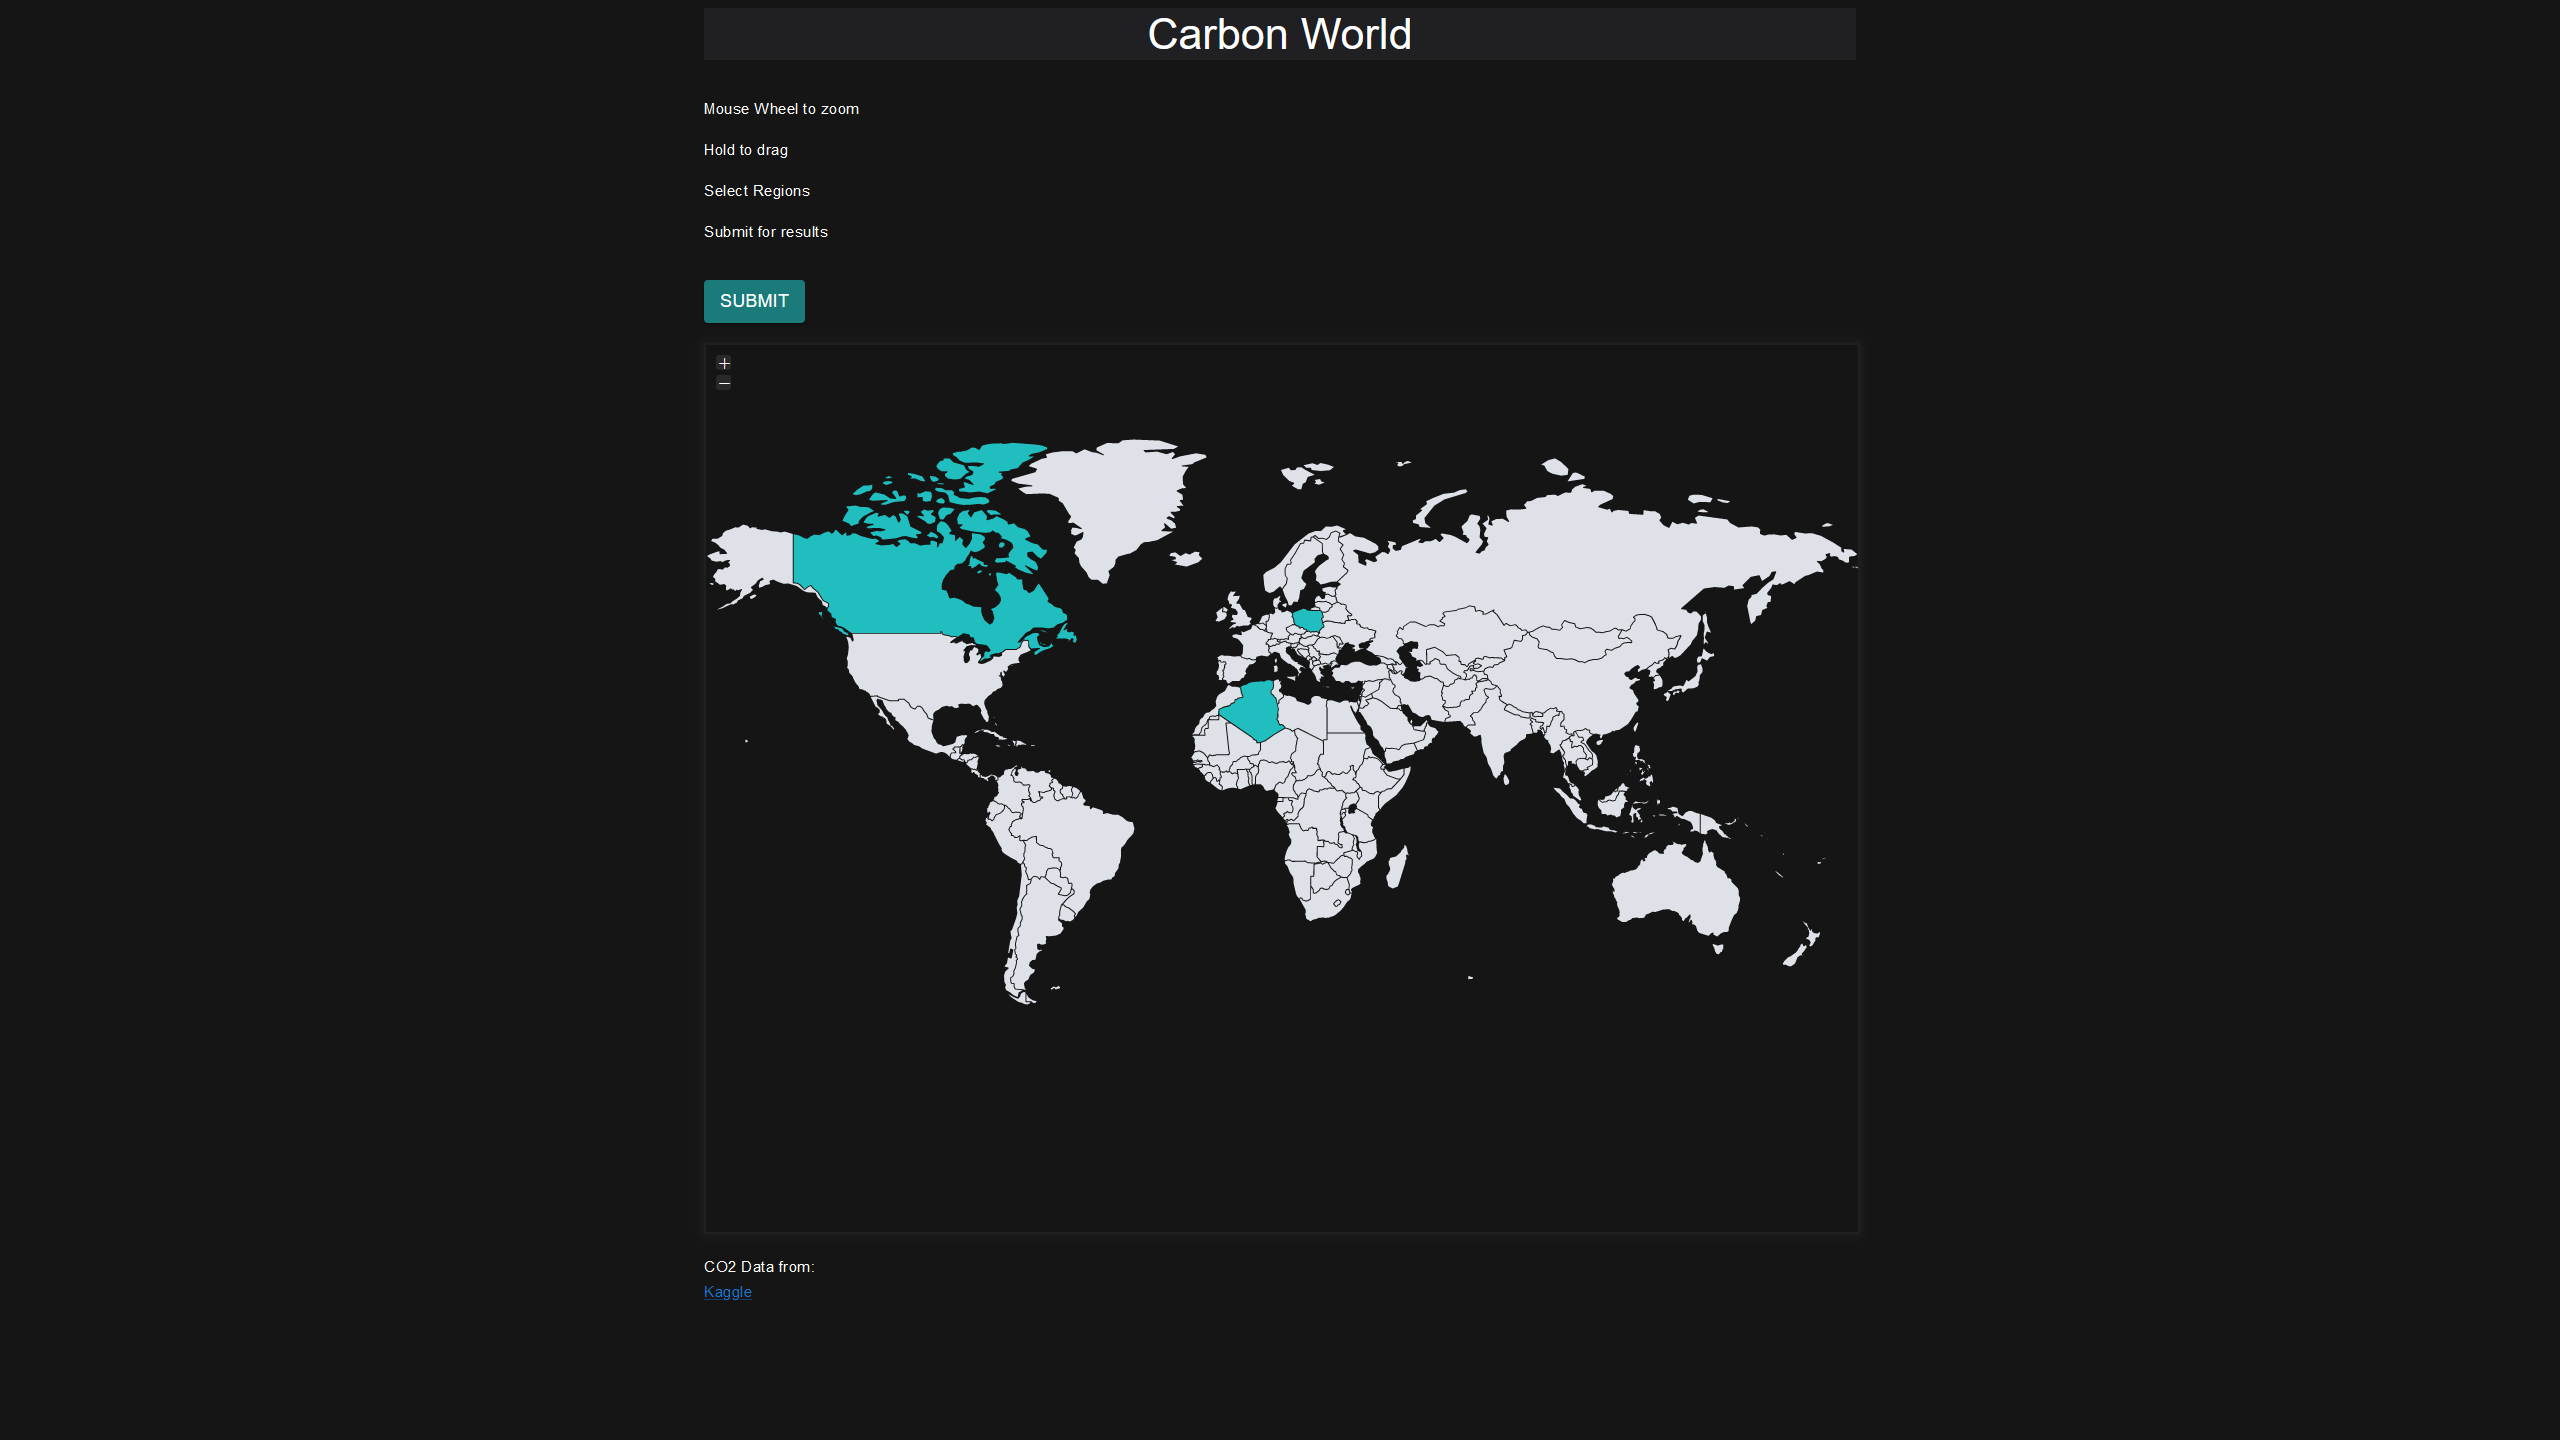 Carbon World
Mouse Wheel to zoom
Hold to drag
Select Regions
Submit for results
SUBMIT
+
−
CO2 Data from:
Kaggle